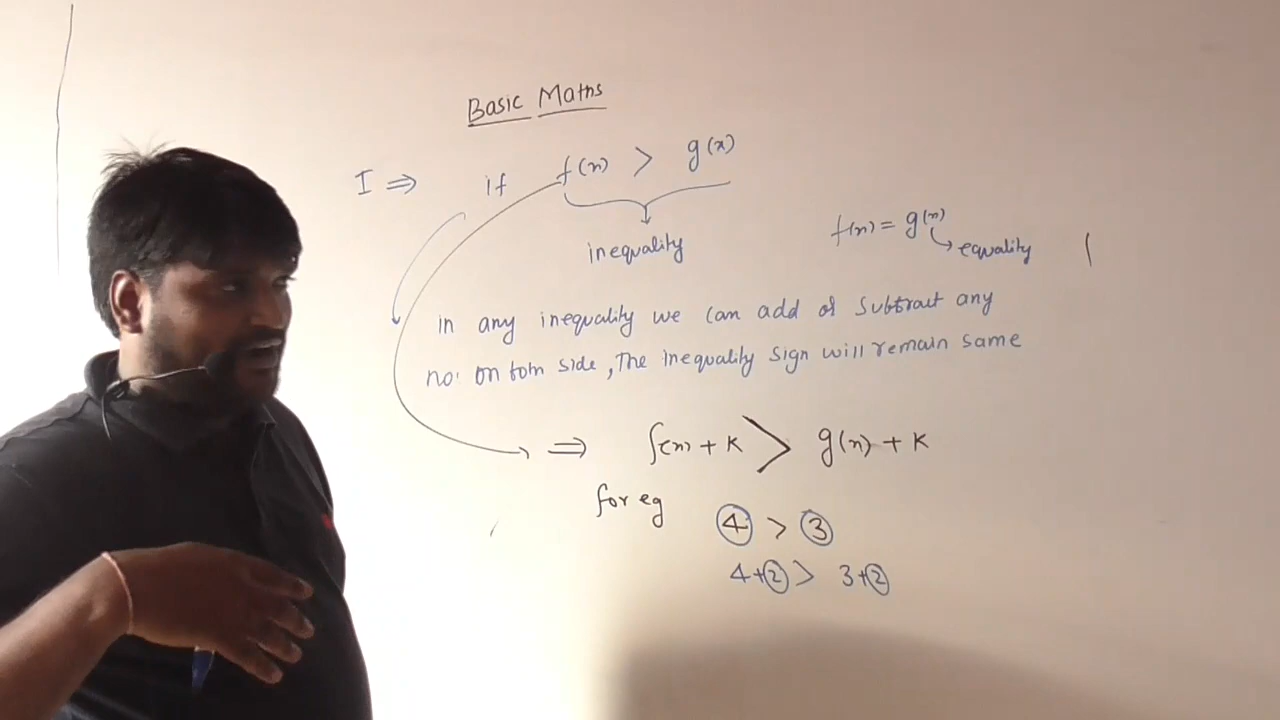 Basic Maths
I ⇒ if f(x) > g(x)
inequality
f(x) = g(x)
equality
in any inequality we can add or subtract any
no. on both side, The inequality sign will remain same
⇒ f(x) + K > g(x) + K
for eg
4 > 3
4+2 > 3+2